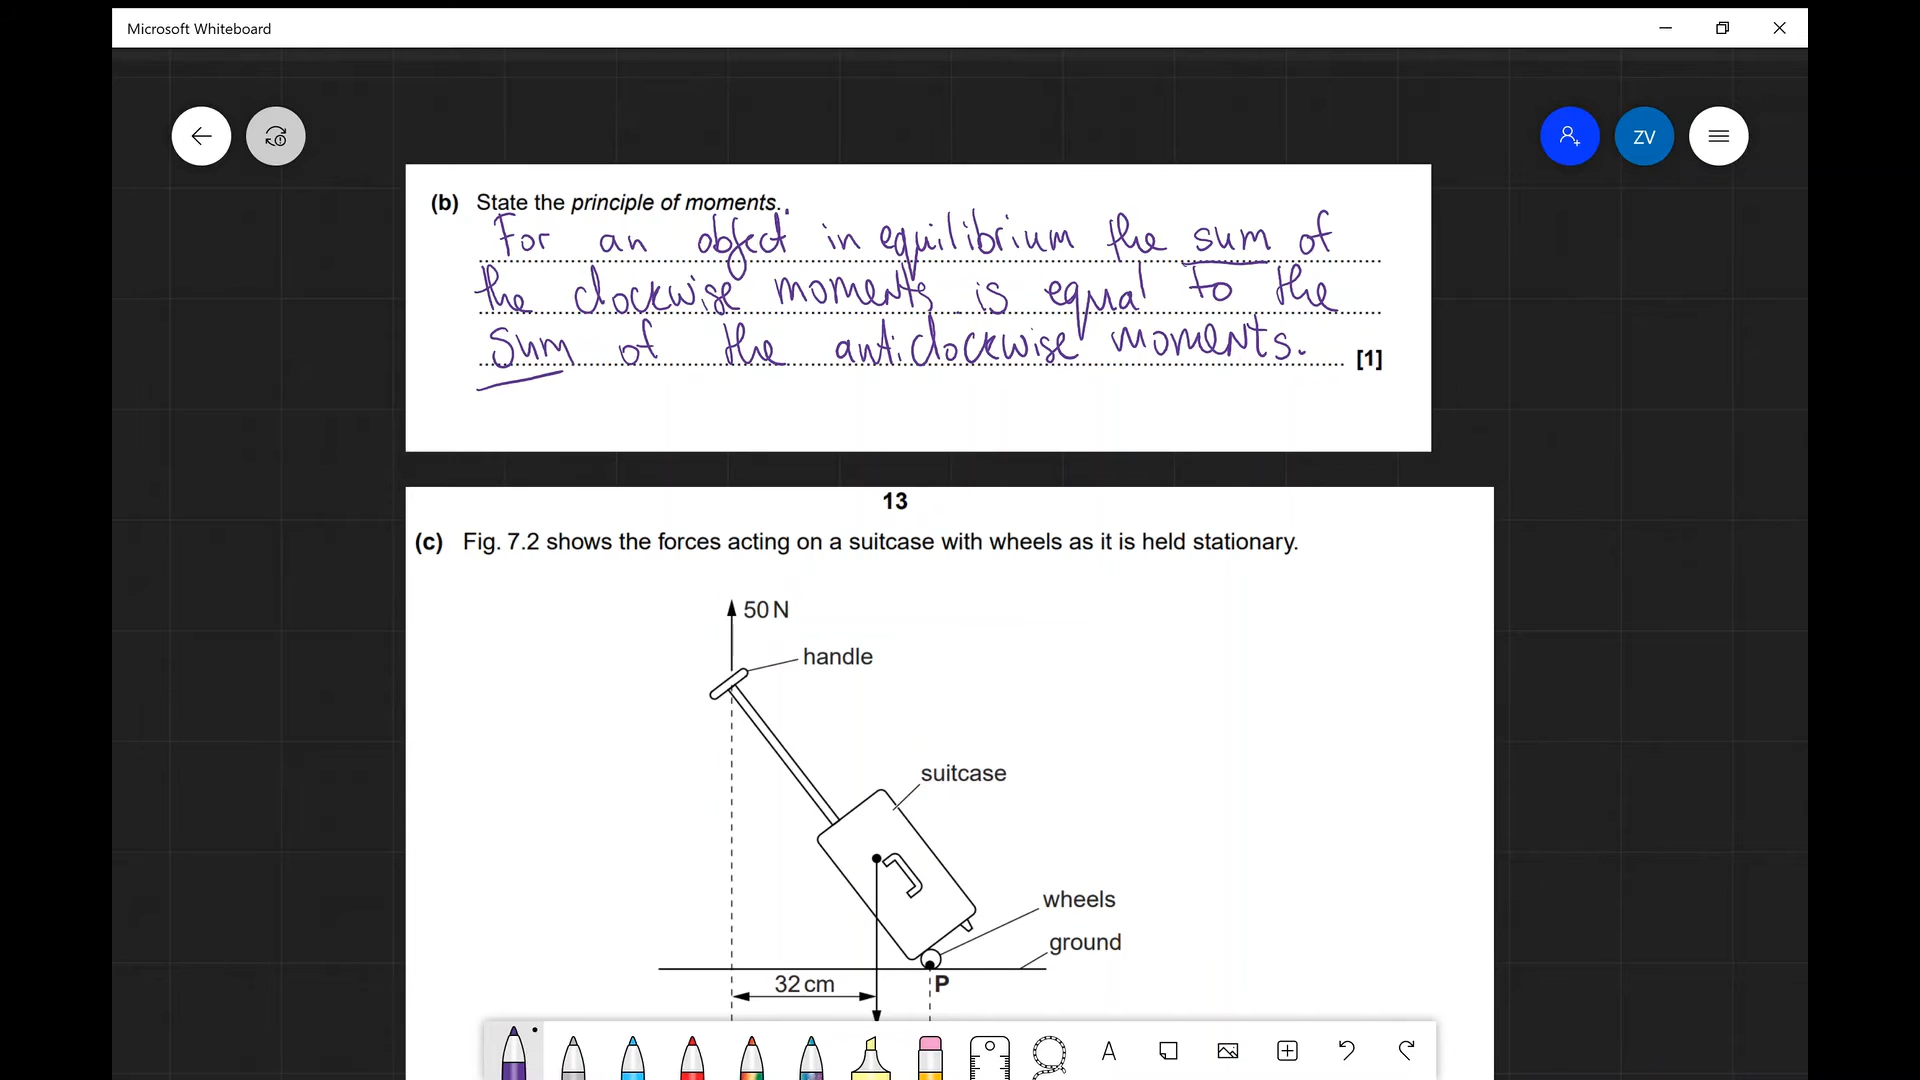 Microsoft Whiteboard
ZV
(b) State the principle of moments.
For an object in equilibrium the sum of
the clockwise moments is equal to the
sum of the anticlockwise moments.
[1]
13
(c) Fig. 7.2 shows the forces acting on a suitcase with wheels as it is held stationary.
50 N
handle
suitcase
wheels
ground
32 cm
P
A